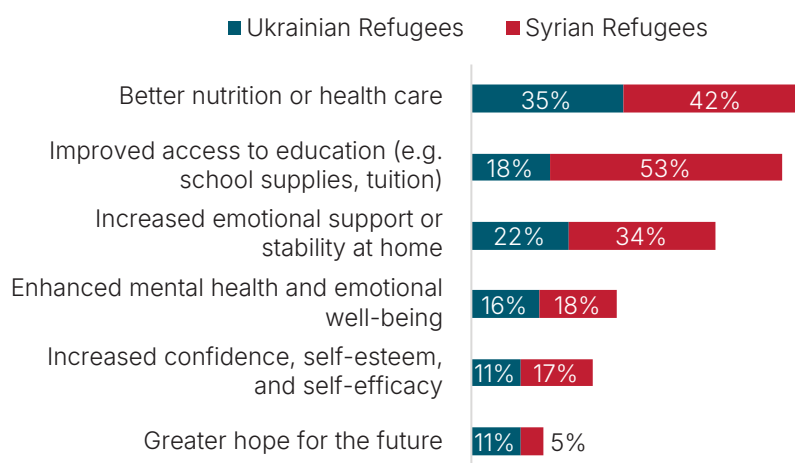 Ukrainian Refugees Syrian Refugees
Better nutrition or health care 35% 42%
Improved access to education (e.g.
school supplies, tuition) 18% 53%
Increased emotional support or
stability at home 22% 34%
Enhanced mental health and emotional
well-being 16% 18%
Increased confidence, self-esteem,
and self-efficacy 11% 17%
Greater hope for the future 11% 5%